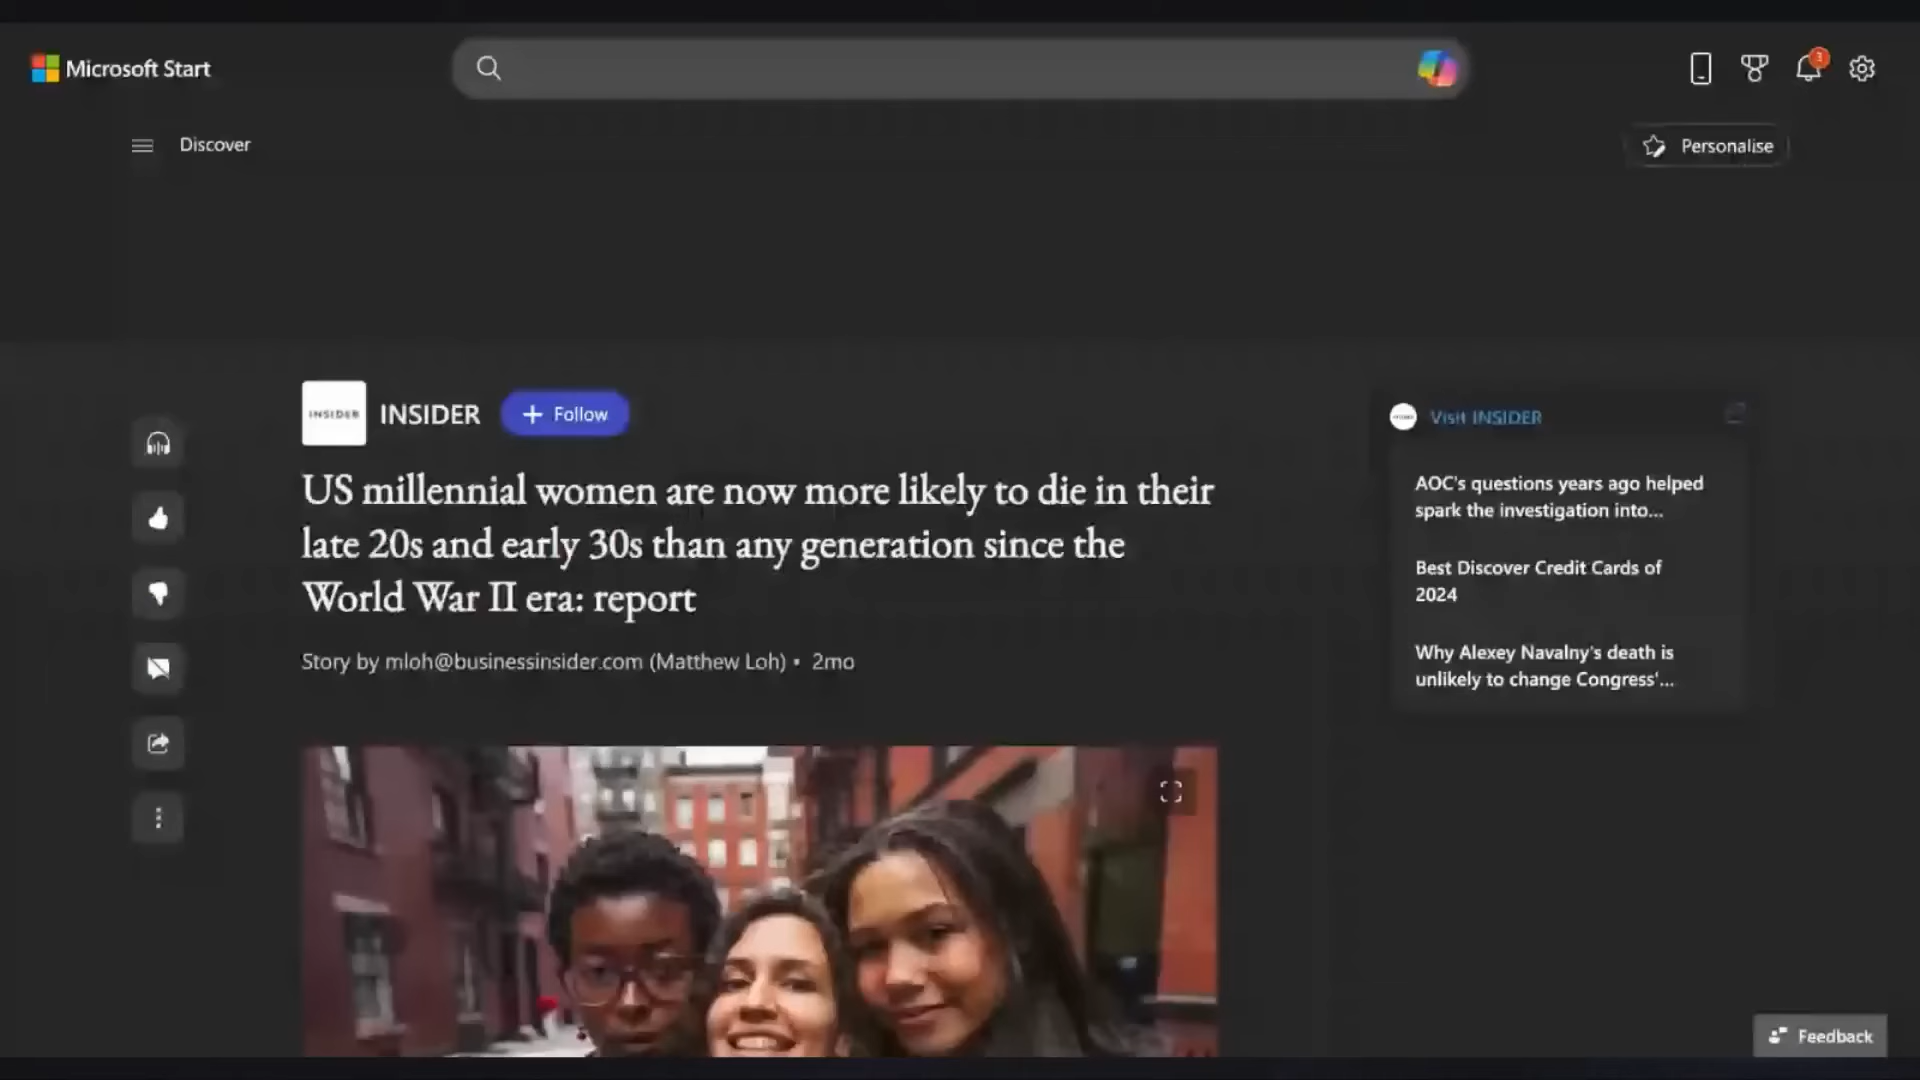 Microsoft Start
3
Discover
Personalise
INSIDER
INSIDER
Follow
US millennial women are now more likely to die in their
late 20s and early 30s than any generation since the
World War II era: report
Story by mloh@businessinsider.com (Matthew Loh) • 2mo
Visit INSIDER
AOC's questions years ago helped
spark the investigation into...
Best Discover Credit Cards of
2024
Why Alexey Navalny's death is
unlikely to change Congress'...
Feedback